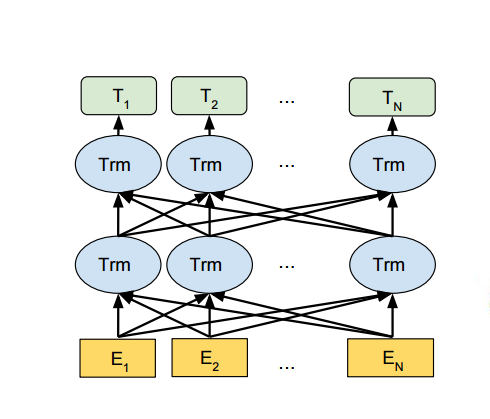 T1 T2 ... TN
Trm Trm ... Trm
Trm Trm ... Trm
E1 E2 ... EN